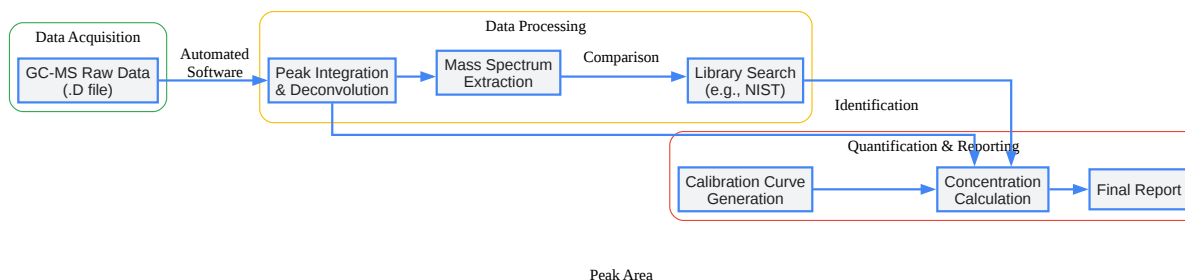 Data Acquisition
GC-MS Raw Data
(.D file)
Automated
Software
Data Processing
Peak Integration
& Deconvolution
Mass Spectrum
Extraction
Comparison
Library Search
(e.g., NIST)
Identification
Quantification & Reporting
Calibration Curve
Generation
Concentration
Calculation
Final Report
Peak Area